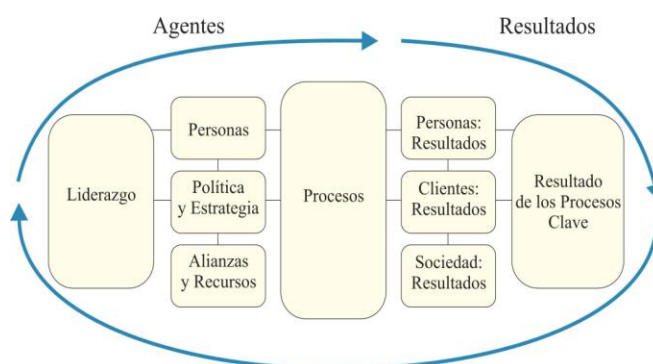 Agentes
Resultados
Liderazgo
Personas
Política
y Estrategia
Alianzas
y Recursos
Procesos
Personas:
Resultados
Clientes:
Resultados
Sociedad:
Resultados
Resultado
de los Procesos
Clave